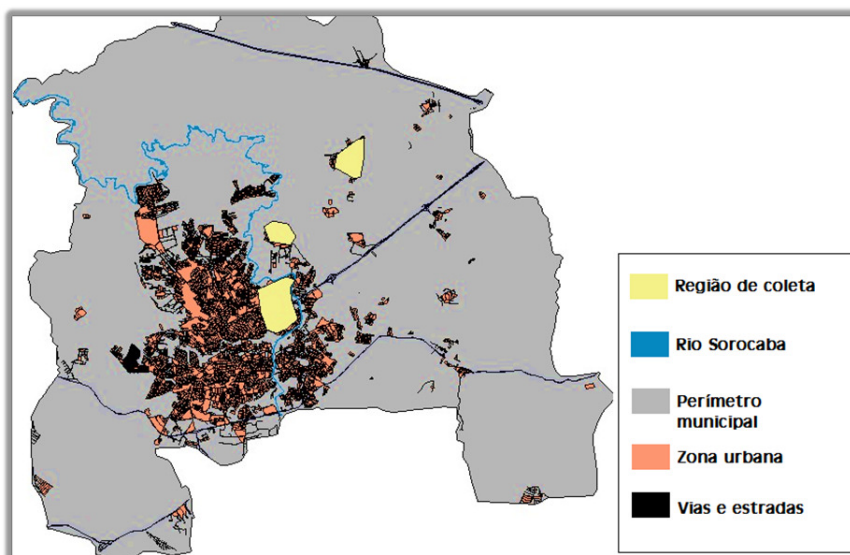 Região de coleta
Rio Sorocaba
Perímetro
municipal
Zona urbana
Vias e estradas